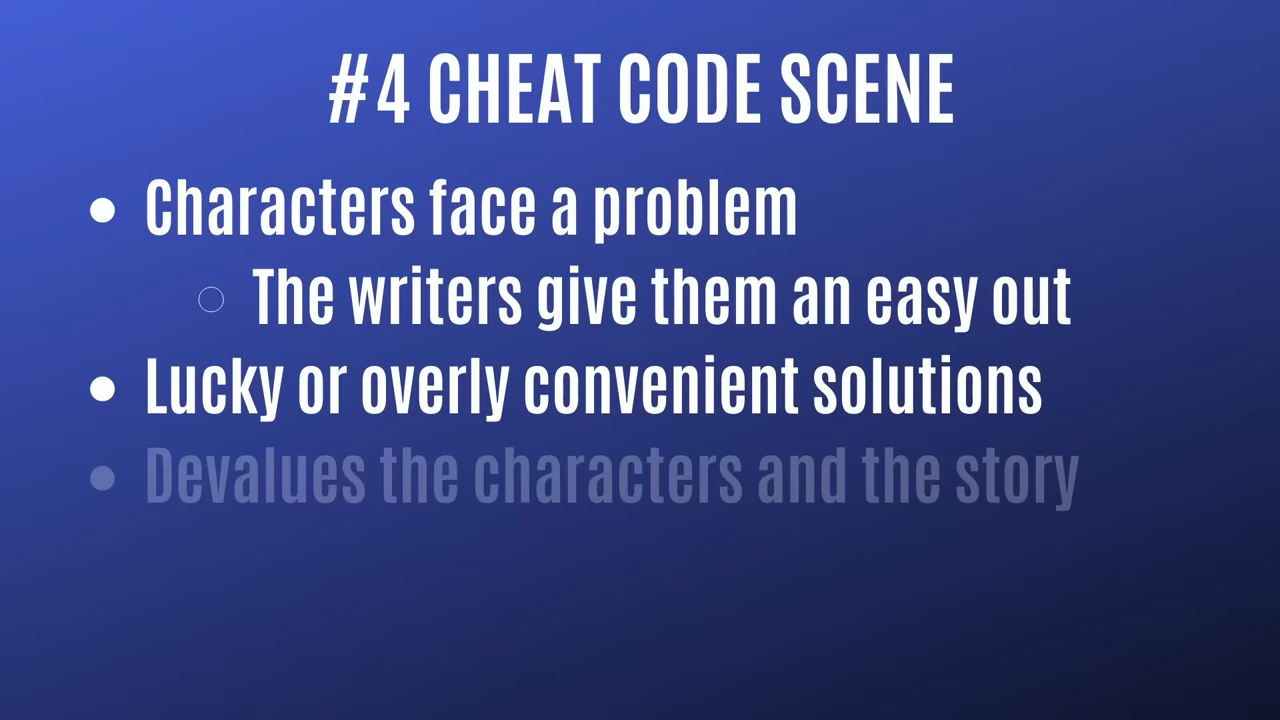 #4 CHEAT CODE SCENE
● Characters face a problem
○ The writers give them an easy out
● Lucky or overly convenient solutions
● Devalues the characters and the story